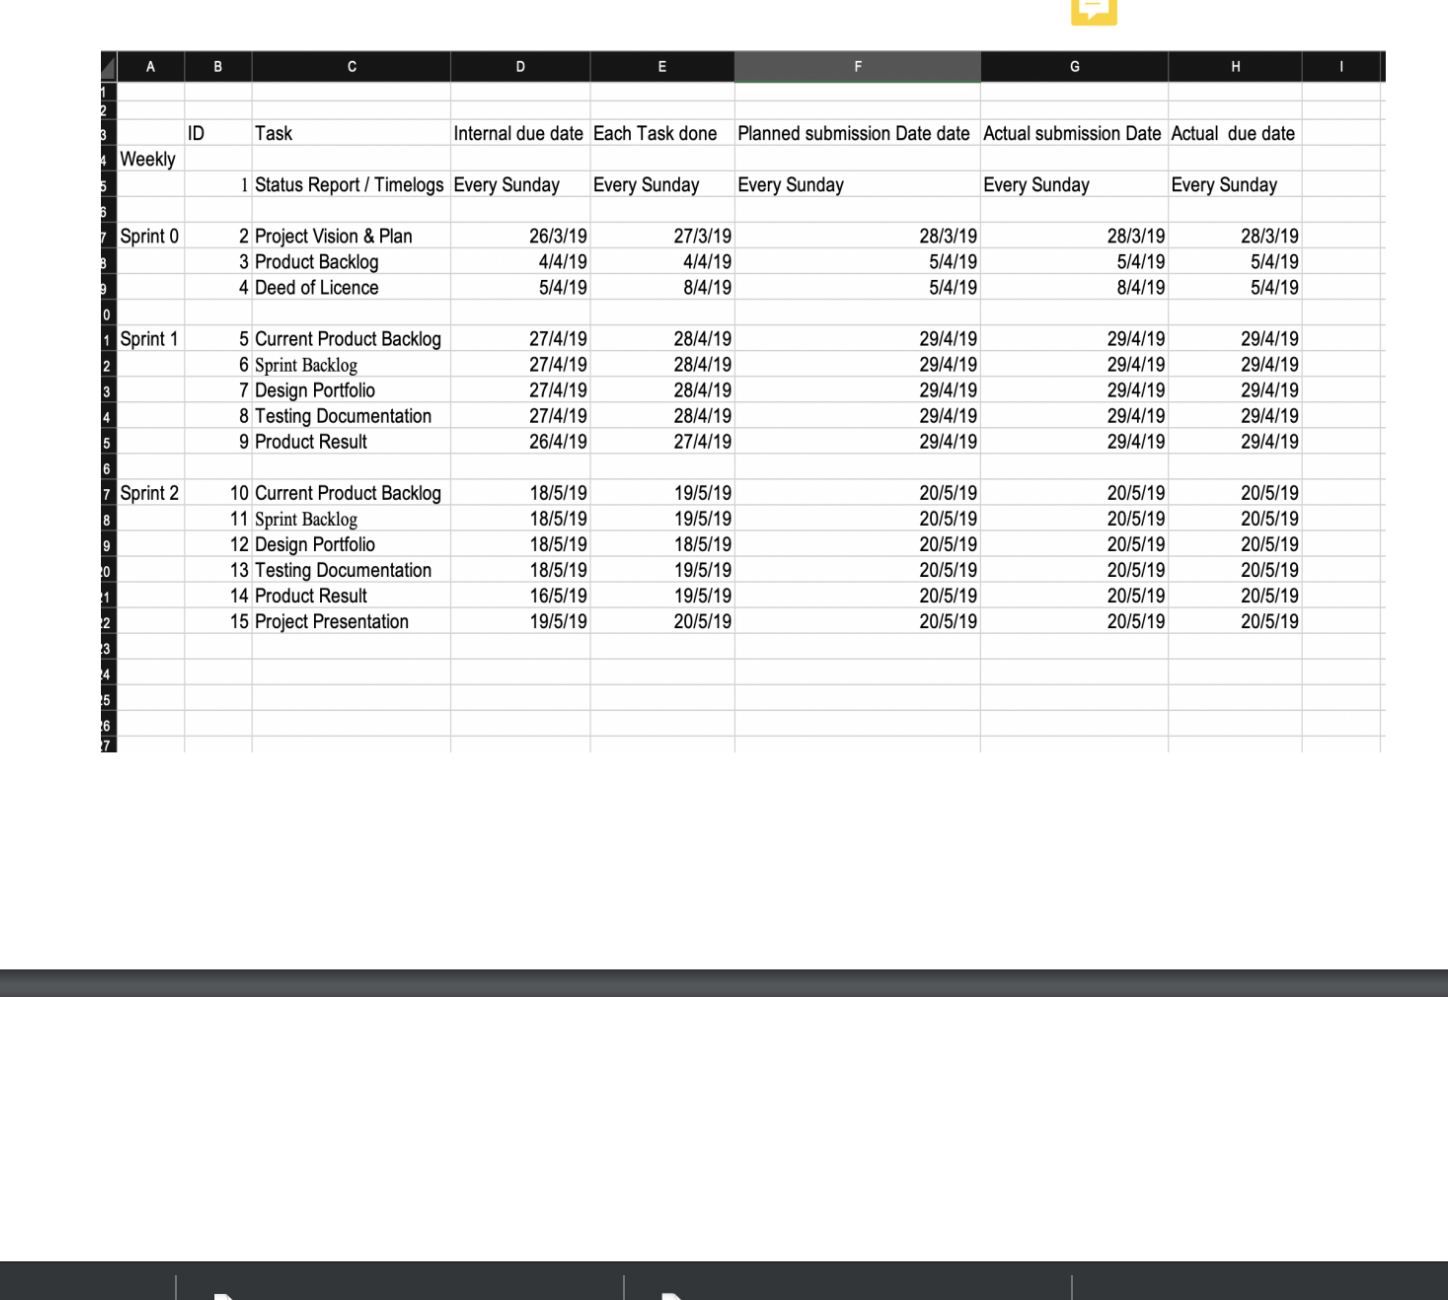 A B C D E F G H I
1
2
3 ID Task Internal due date Each Task done Planned submission Date date Actual submission Date Actual  due date
4 Weekly
5 1 Status Report / Timelogs Every Sunday Every Sunday Every Sunday Every Sunday Every Sunday
6
7 Sprint 0 2 Project Vision & Plan 26/3/19 27/3/19 28/3/19 28/3/19 28/3/19
8 3 Product Backlog 4/4/19 4/4/19 5/4/19 5/4/19 5/4/19
9 4 Deed of Licence 5/4/19 8/4/19 5/4/19 8/4/19 5/4/19
0
1 Sprint 1 5 Current Product Backlog 27/4/19 28/4/19 29/4/19 29/4/19 29/4/19
2 6 Sprint Backlog 27/4/19 28/4/19 29/4/19 29/4/19 29/4/19
3 7 Design Portfolio 27/4/19 28/4/19 29/4/19 29/4/19 29/4/19
4 8 Testing Documentation 27/4/19 28/4/19 29/4/19 29/4/19 29/4/19
5 9 Product Result 26/4/19 27/4/19 29/4/19 29/4/19 29/4/19
6
7 Sprint 2 10 Current Product Backlog 18/5/19 19/5/19 20/5/19 20/5/19 20/5/19
8 11 Sprint Backlog 18/5/19 19/5/19 20/5/19 20/5/19 20/5/19
9 12 Design Portfolio 18/5/19 18/5/19 20/5/19 20/5/19 20/5/19
20 13 Testing Documentation 18/5/19 19/5/19 20/5/19 20/5/19 20/5/19
21 14 Product Result 16/5/19 19/5/19 20/5/19 20/5/19 20/5/19
22 15 Project Presentation 19/5/19 20/5/19 20/5/19 20/5/19 20/5/19
23
24
25
26
27